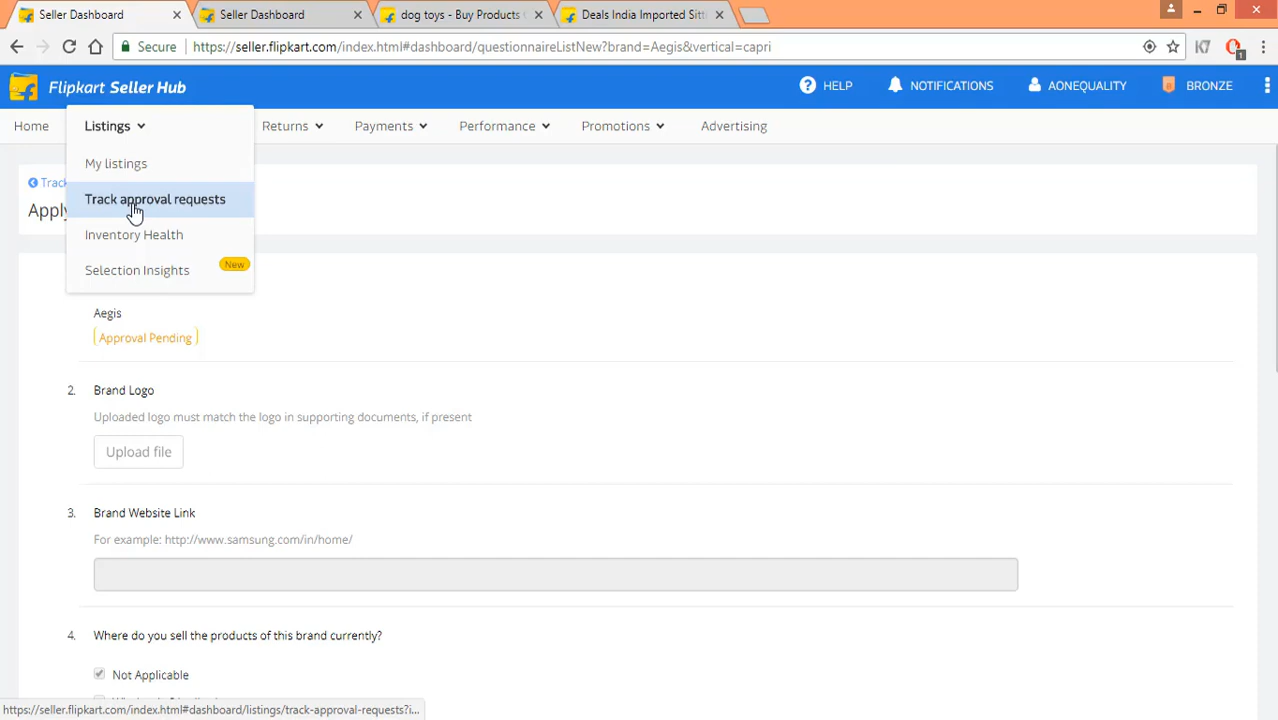 Seller Dashboard
Seller Dashboard
dog toys - Buy Products
Deals India Imported Sitt
Secure https://seller.flipkart.com/index.html#dashboard/questionnaireListNew?brand=Aegis&vertical=capri
1
Flipkart Seller Hub
HELP
NOTIFICATIONS
AONEQUALITY
BRONZE
Home
Listings
Returns
Payments
Performance
Promotions
Advertising
My listings
Track approval requests
Inventory Health
Selection Insights New
Track
Apply
Aegis
Approval Pending
2. Brand Logo
Uploaded logo must match the logo in supporting documents, if present
Upload file
3. Brand Website Link
For example: http://www.samsung.com/in/home/
4. Where do you sell the products of this brand currently?
Not Applicable
https://seller.flipkart.com/index.html#dashboard/listings/track-approval-requests?i...